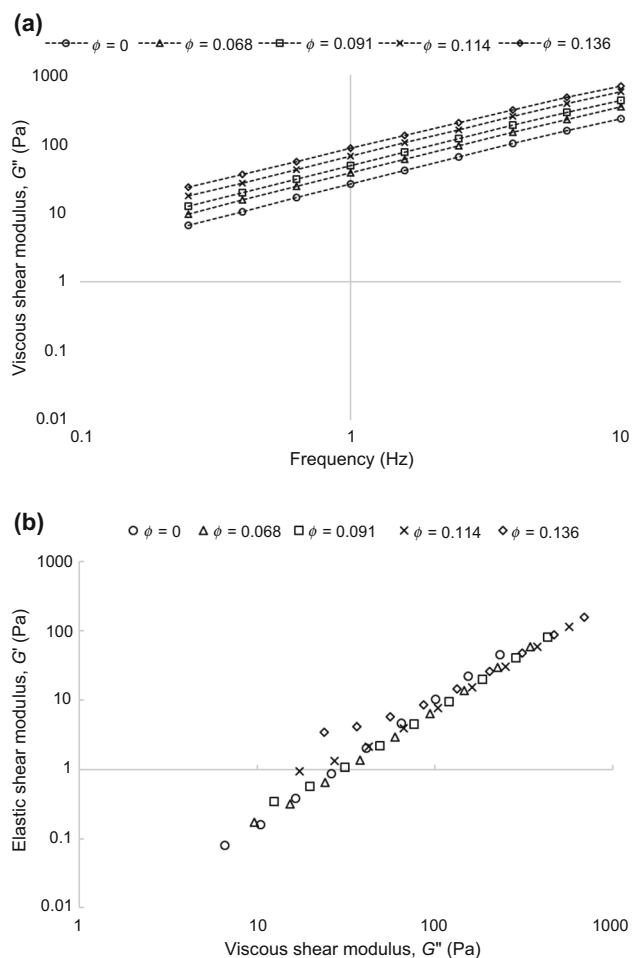 (a)
ϕ = 0 ϕ = 0.068 ϕ = 0.091 ϕ = 0.114 ϕ = 0.136
1000
100
10
1
0.1
0.01
Viscous shear modulus, G" (Pa)
0.1 1 10
Frequency (Hz)
(b)
ϕ = 0 ϕ = 0.068 ϕ = 0.091 ϕ = 0.114 ϕ = 0.136
1000
100
10
1
0.1
0.01
Elastic shear modulus, G' (Pa)
1 10 100 1000
Viscous shear modulus, G" (Pa)